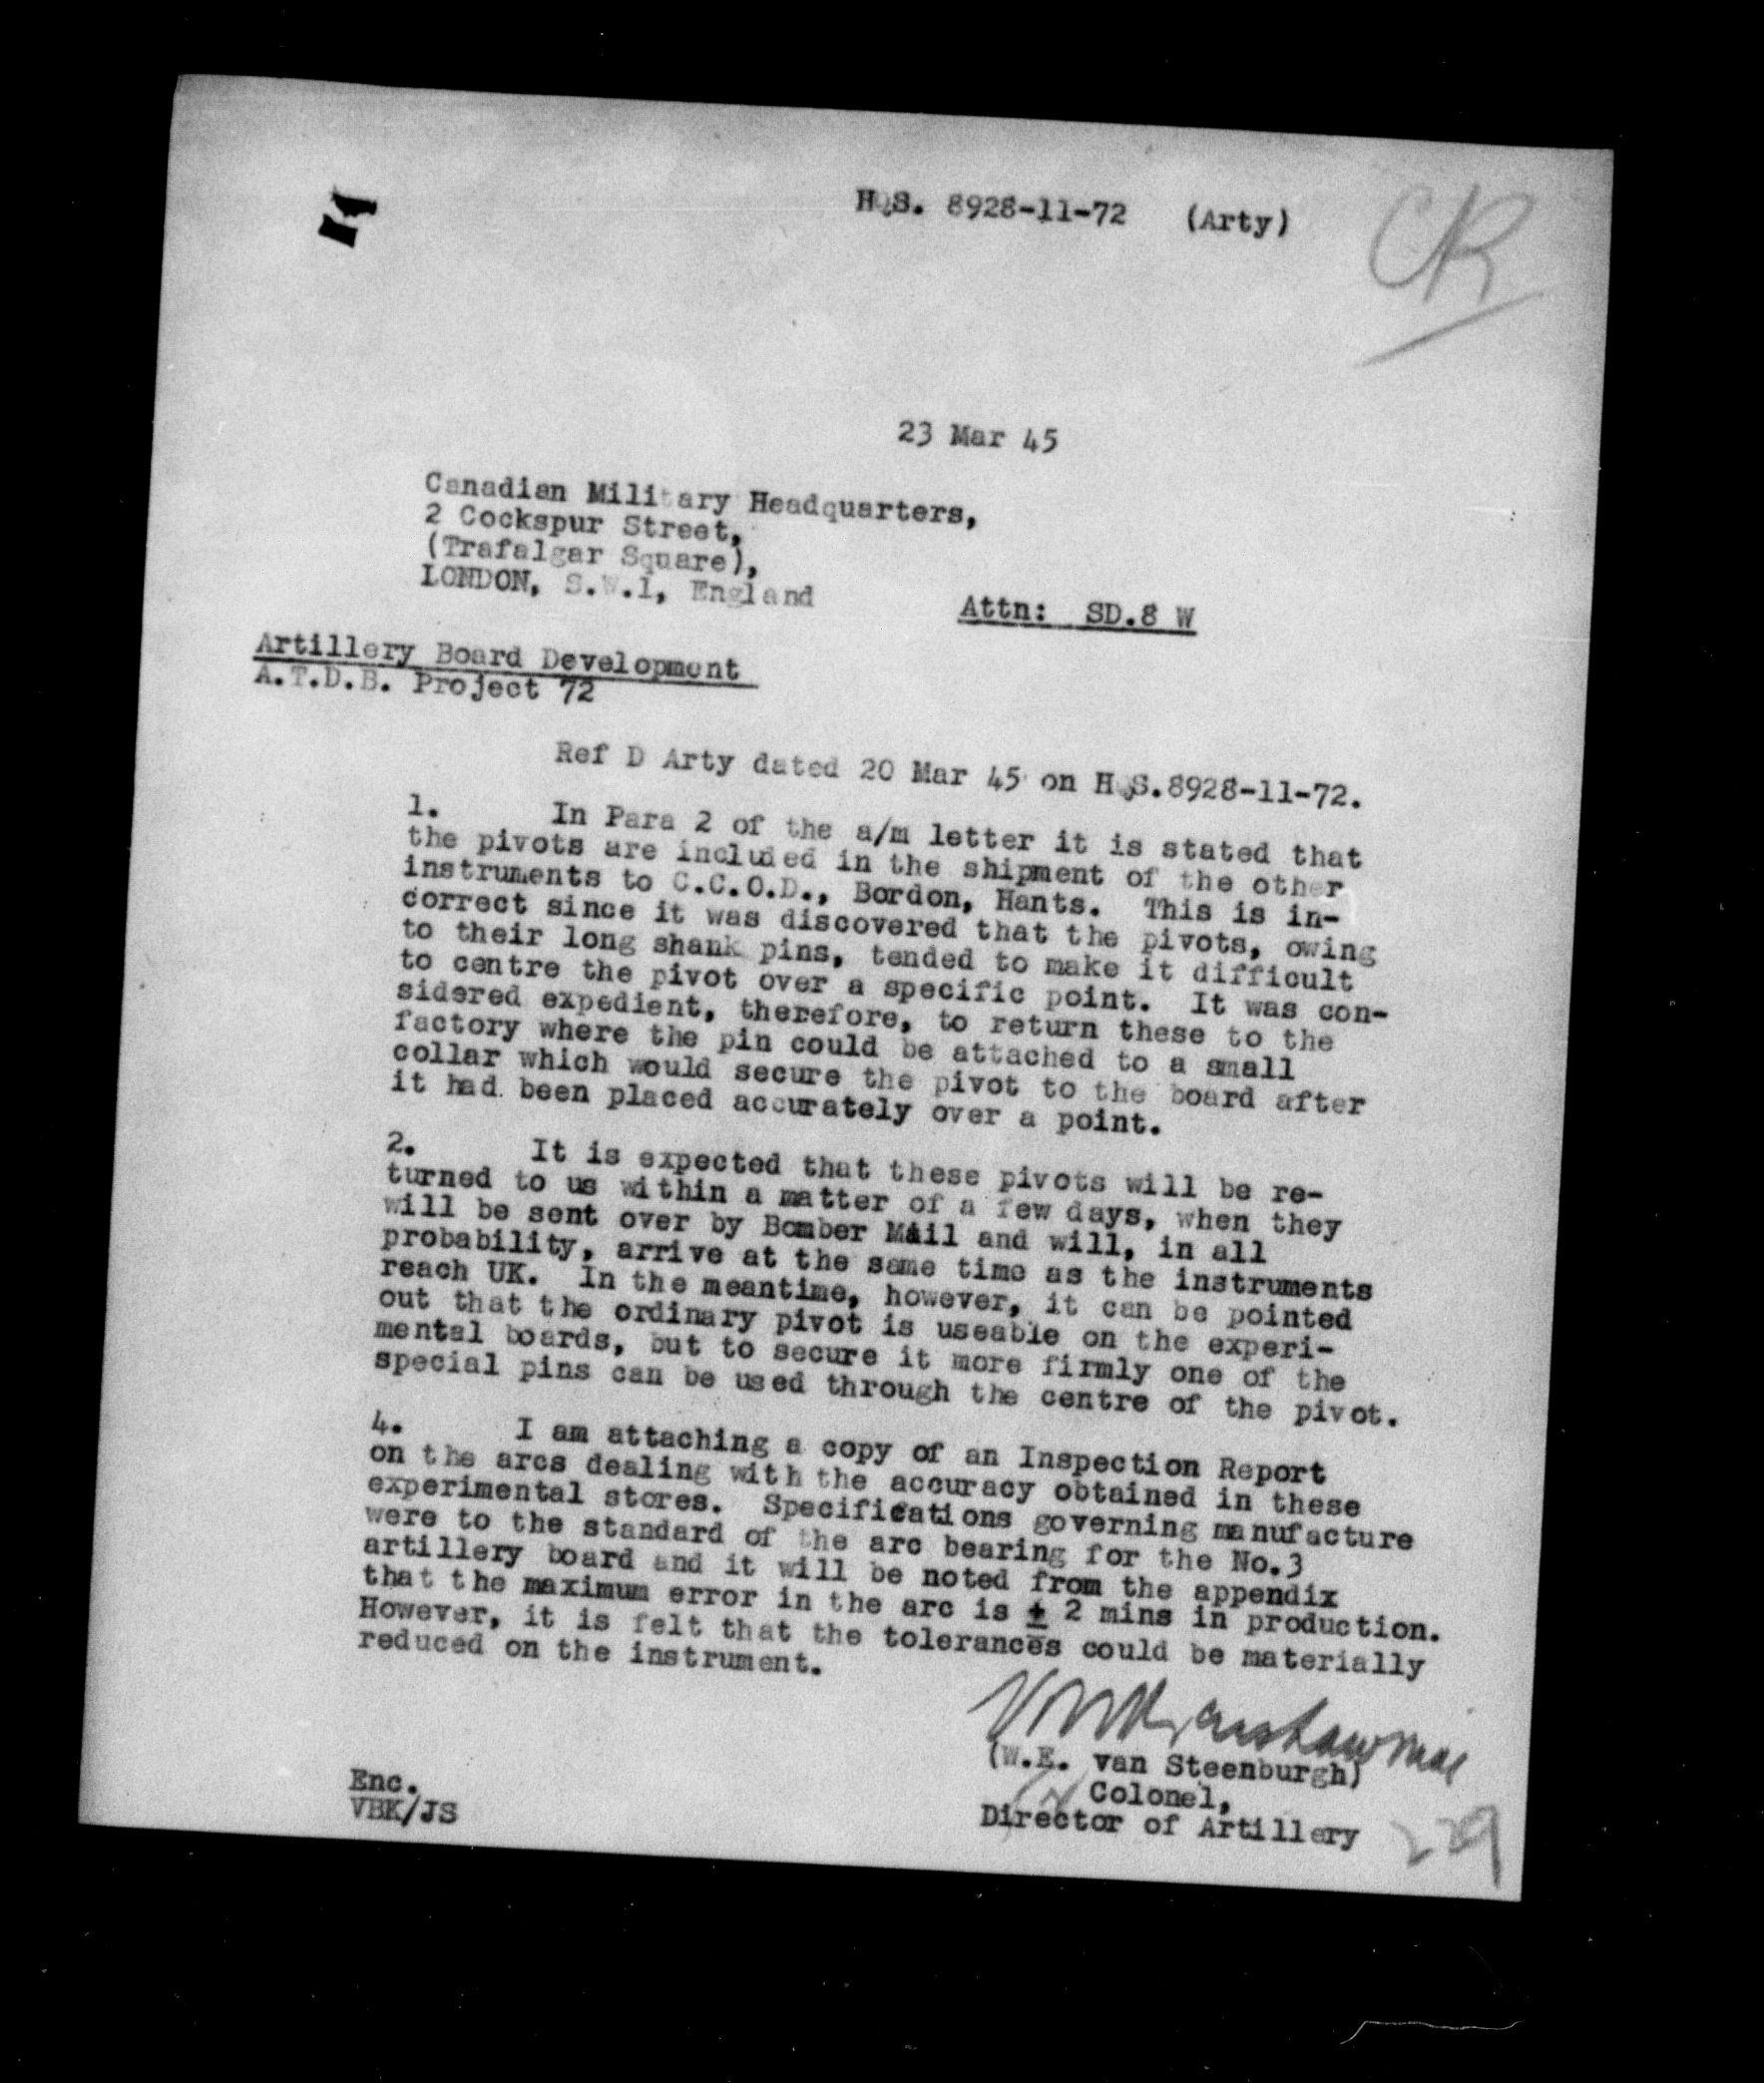 HQS. 8928-11-72 (Arty)
CR
23 Mar 45
Canadian Military Headquarters,
2 Cockspur Street,
(Trafalgar Square),
LONDON, S.W.1, England
Attn: SD.8 W
Artillery Board Development
A.T.D.B. Project 72
Ref D Arty dated 20 Mar 45 on HQS.8928-11-72.
1. In Para 2 of the a/m letter it is stated that
the pivots are included in the shipment of the other
instruments to C.C.O.D., Bordon, Hants. This is in-
correct since it was discovered that the pivots, owing
to their long shank pins, tended to make it difficult
to centre the pivot over a specific point. It was con-
sidered expedient, therefore, to return these to the
factory where the pin could be attached to a small
collar which would secure the pivot to the board after
it had been placed accurately over a point.
2. It is expected that these pivots will be re-
turned to us within a matter of a few days, when they
will be sent over by Bomber Mail and will, in all
probability, arrive at the same time as the instruments
reach UK. In the meantime, however, it can be pointed
out that the ordinary pivot is useable on the experi-
mental boards, but to secure it more firmly one of the
special pins can be used through the centre of the pivot.
4. I am attaching a copy of an Inspection Report
on the arcs dealing with the accuracy obtained in these
experimental stores. Specifications governing manufacture
were to the standard of the arc bearing for the No.3
artillery board and it will be noted from the appendix
that the maximum error in the arc is ± 2 mins in production.
However, it is felt that the tolerances could be materially
reduced on the instrument.
(W.E. van Steenburgh)
Colonel,
Director of Artillery
Enc.
VBK/JS
229